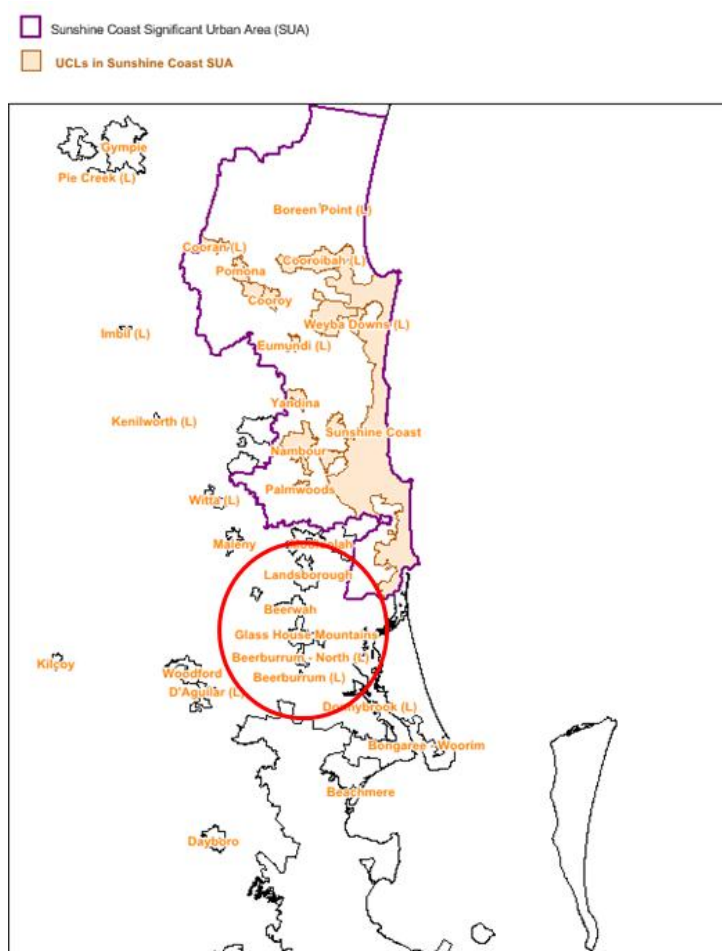 Sunshine Coast Significant Urban Area (SUA)
UCLs in Sunshine Coast SUA
Gympie
Pie Creek (L)
Boreen Point (L)
Cooran (L)
Cooroibah (L)
Pomona
Cooroy
Weyba Downs (L)
Imbil (L)
Eumundi (L)
Yandina
Kenilworth (L)
Sunshine Coast
Nambour
Palmwoods
Witta (L)
Maleny
Landsborough
Beerwah
Glass House Mountains
Beerburrum - North (L)
Kilcoy
Woodford
Beerburrum (L)
D'Aguilar (L)
Donnybrook (L)
Bongaree - Woorim
Beachmere
Dayboro